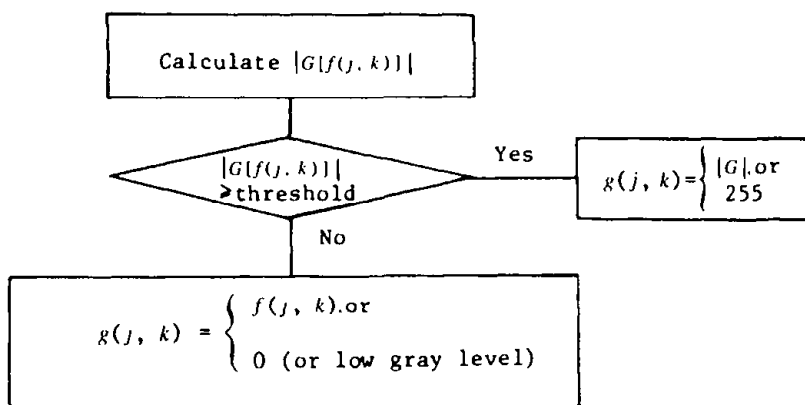 Calculate |G[f(j, k)]|
|G[f(j, k)]|
⩾threshold
Yes
g(j, k)={ |G|.or
255
No
g(j, k) = { f(j, k).or
0 (or low gray level)